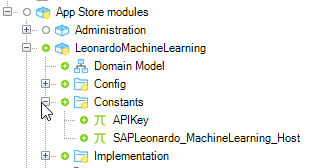 App Store modules
Administration
LeonardoMachineLearning
Domain Model
Config
Constants
APIKey
SAPLeonardo_MachineLearning_Host
Implementation